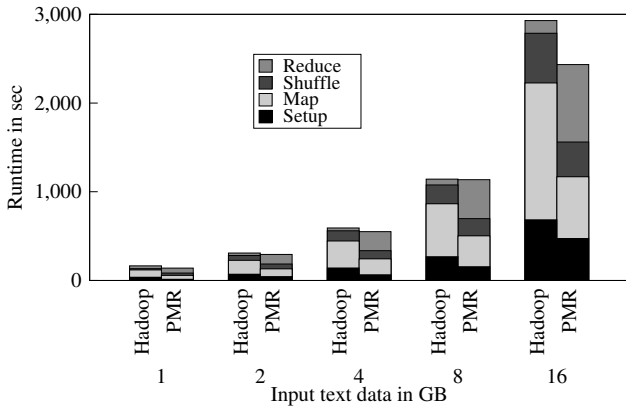 3,000
2,000
1,000
0
Runtime in sec
Reduce
Shuffle
Map
Setup
Hadoop PMR Hadoop PMR Hadoop PMR Hadoop PMR Hadoop PMR
1 2 4 8 16
Input text data in GB